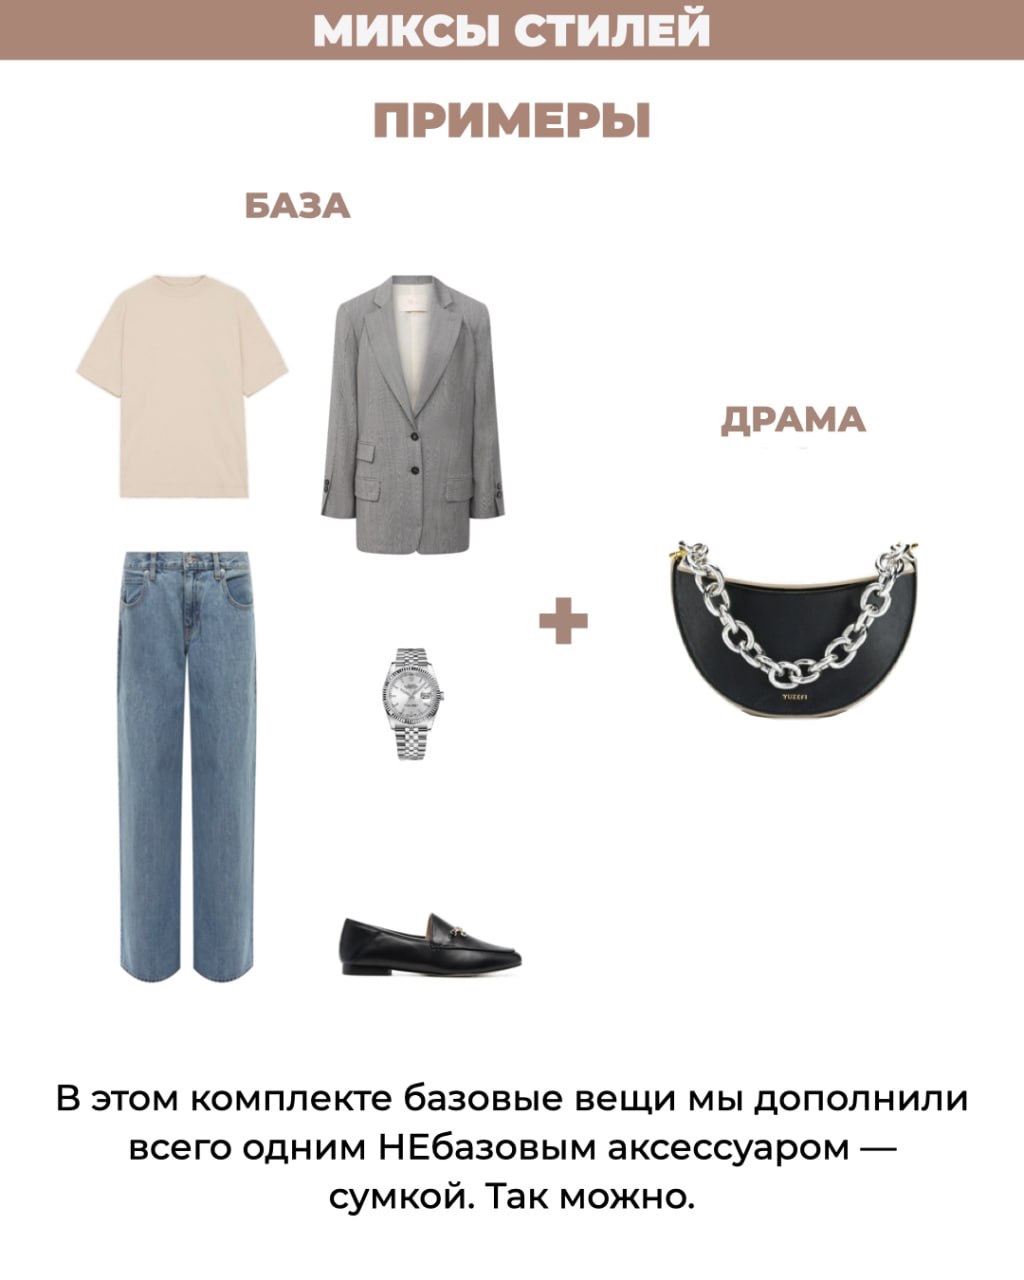 МИКСЫ СТИЛЕЙ
ПРИМЕРЫ
БАЗА
ДРАМА
YUZEFI
В этом комплекте базовые вещи мы дополнили
всего одним НЕбазовым аксессуаром —
сумкой. Так можно.